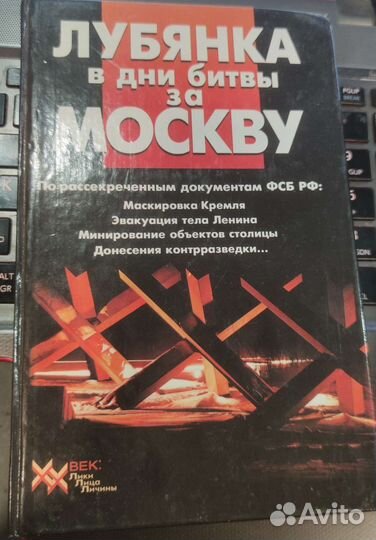 ЛУБЯНКА
в дни битвы
за
МОСКВУ
По рассекреченным документам ФСБ РФ:
Маскировка Кремля
Эвакуация тела Ленина
Минирование объектов столицы
Донесения контрразведки...
XX ВЕК:
Лики
Лица
Личины
Avito